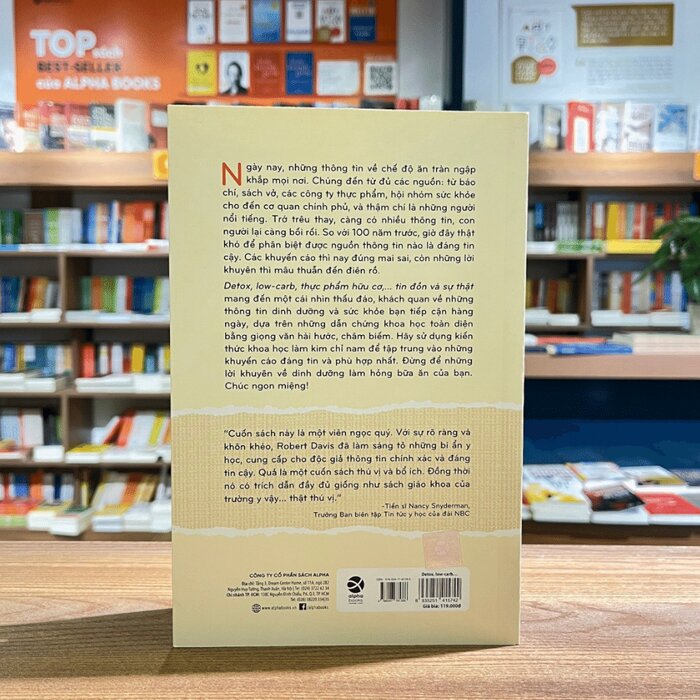 TOP sách
BEST-SELLER
của ALPHA BOOKS
Ngày nay, những thông tin về chế độ ăn tràn ngập
khắp mọi nơi. Chúng đến từ đủ các nguồn: từ báo
chí, sách vở, các công ty thực phẩm, hội nhóm sức khỏe
cho đến cơ quan chính phủ, và thậm chí là những người
nổi tiếng. Trớ trêu thay, càng có nhiều thông tin, con
người lại càng bối rối. So với 100 năm trước, giờ đây thật
khó để phân biệt được nguồn thông tin nào là đáng tin
cậy. Các khuyến cáo thì nay đúng mai sai, còn những lời
khuyên thì mâu thuẫn đến điên rồ.
Detox, low-carb, thực phẩm hữu cơ,... tin đồn và sự thật
mang đến một cái nhìn thấu đáo, khách quan về những
thông tin dinh dưỡng và sức khỏe bạn tiếp cận hàng
ngày, dựa trên những dẫn chứng khoa học toàn diện
bằng giọng văn hài hước, châm biếm. Hãy sử dụng kiến
thức khoa học làm kim chỉ nam để tập trung vào những
khuyến cáo đáng tin và phù hợp nhất. Đừng để những
lời khuyên về dinh dưỡng làm hỏng bữa ăn của bạn.
Chúc ngon miệng!
“Cuốn sách này là một viên ngọc quý. Với sự rõ ràng và
khôn khéo, Robert Davis đã làm sáng tỏ những bí ẩn y
học, cung cấp cho độc giả thông tin chính xác và đáng
tin cậy. Quả là một cuốn sách thú vị và bổ ích. Đồng thời
nó có trích dẫn đầy đủ giống như sách giáo khoa của
trường y vậy... thật thú vị.”
-Tiến sĩ Nancy Snyderman,
Trưởng Ban biên tập Tin tức y học của đài NBC
CÔNG TY CỔ PHẦN SÁCH ALPHA
www.alphabooks.vn /alphabooks
alpha
books
Detox, low-carb...
8 935251 415742
Giá bìa: 119.000đ